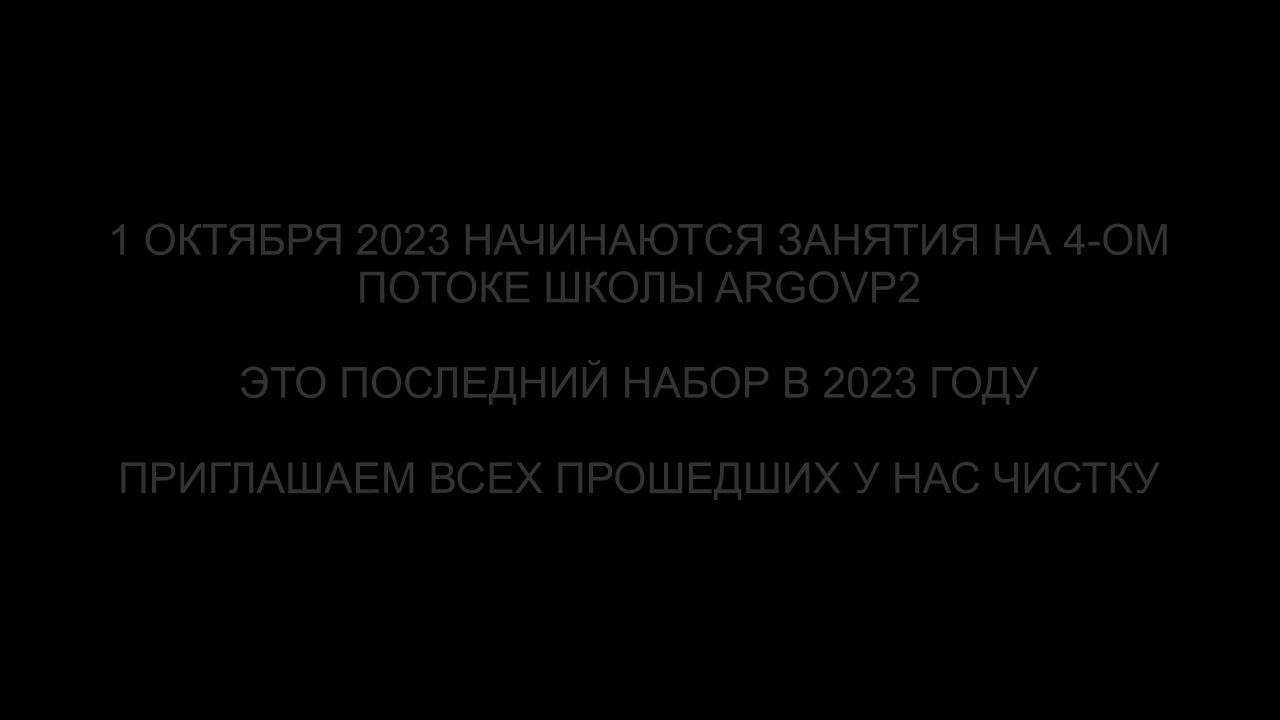 1 ОКТЯБРЯ 2023 НАЧИНАЮТСЯ ЗАНЯТИЯ НА 4-ОМ
ПОТОКЕ ШКОЛЫ ARGOVP2
ЭТО ПОСЛЕДНИЙ НАБОР В 2023 ГОДУ
ПРИГЛАШАЕМ ВСЕХ ПРОШЕДШИХ У НАС ЧИСТКУ